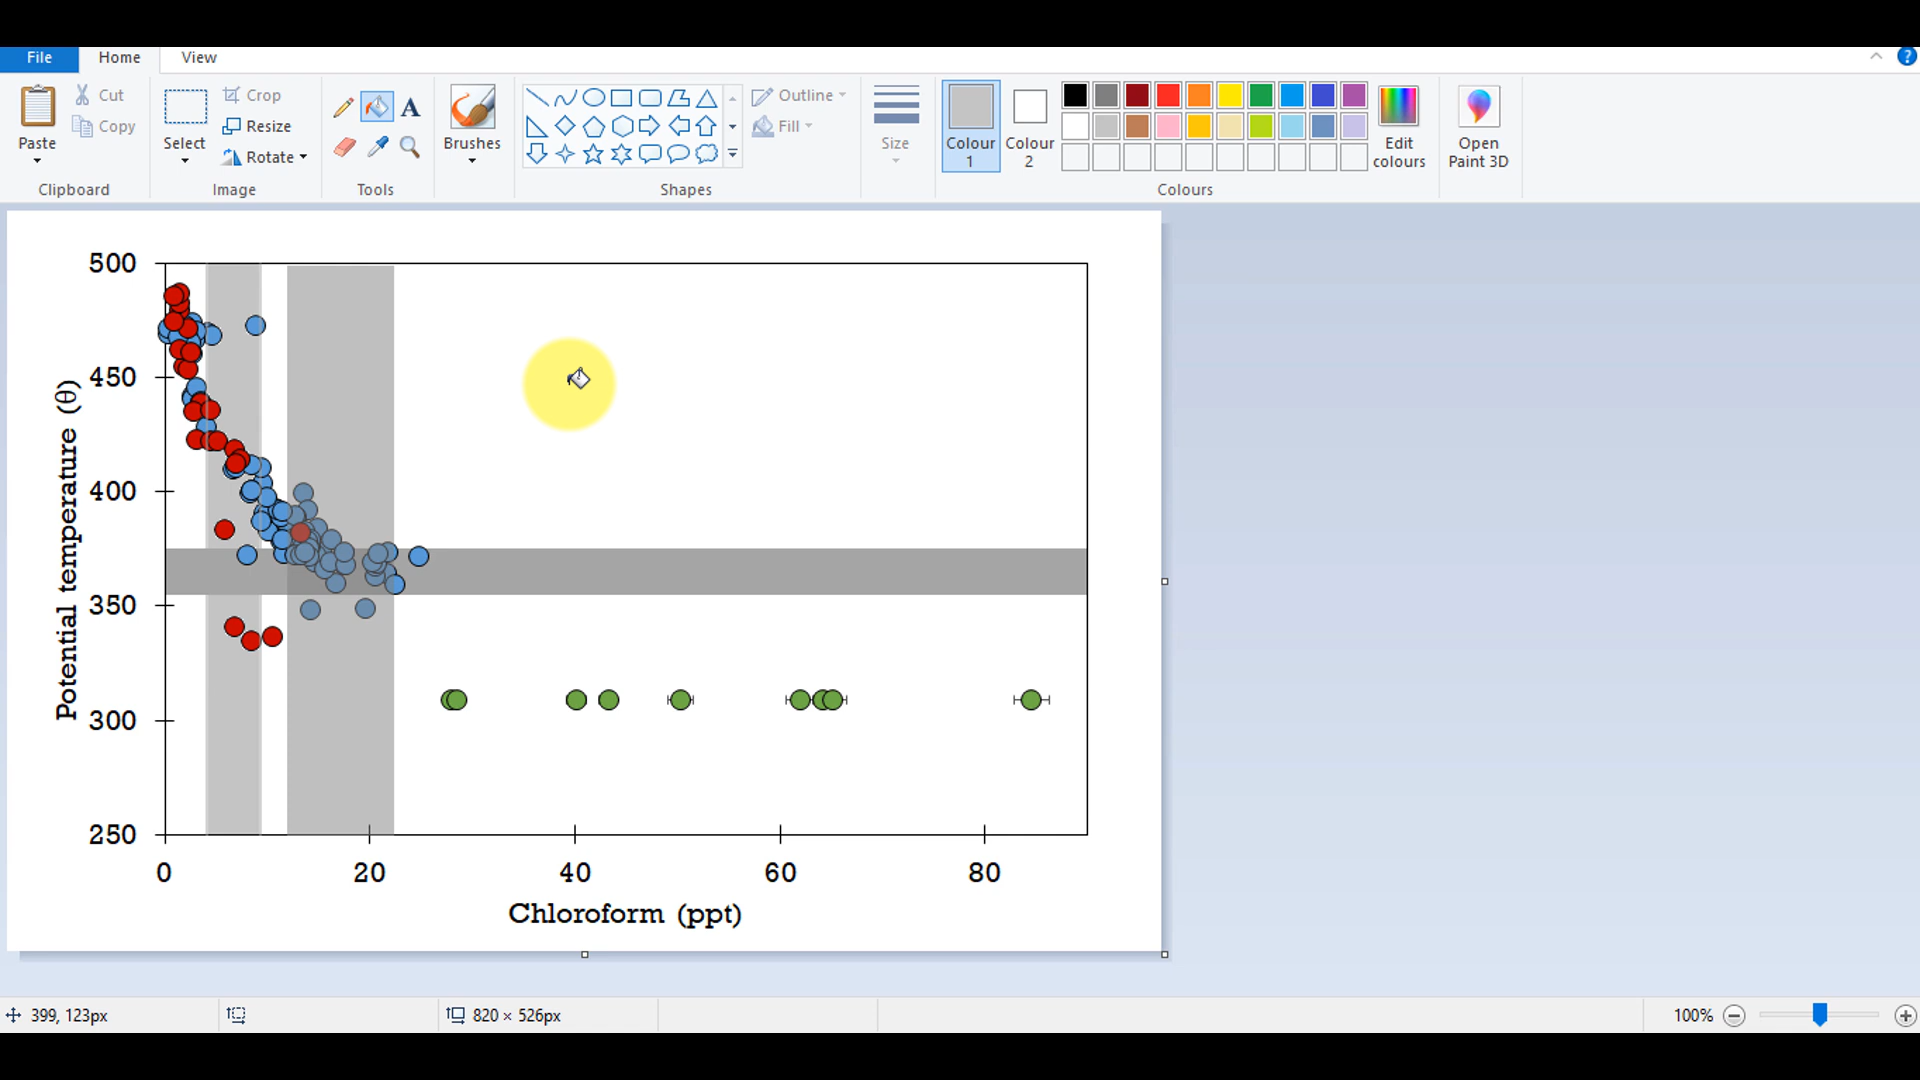 File Home View
?
Paste
Cut
Copy
Clipboard
Select
Crop
Resize
Rotate
Image
A
Tools
Brushes
Outline
Fill
Shapes
Size
Colour 1
Colour 2
Edit colours
Colours
Open Paint 3D
500
450
400
350
300
250
Potential temperature (θ)
0 20 40 60 80
Chloroform (ppt)
399, 123px
820 × 526px
100%